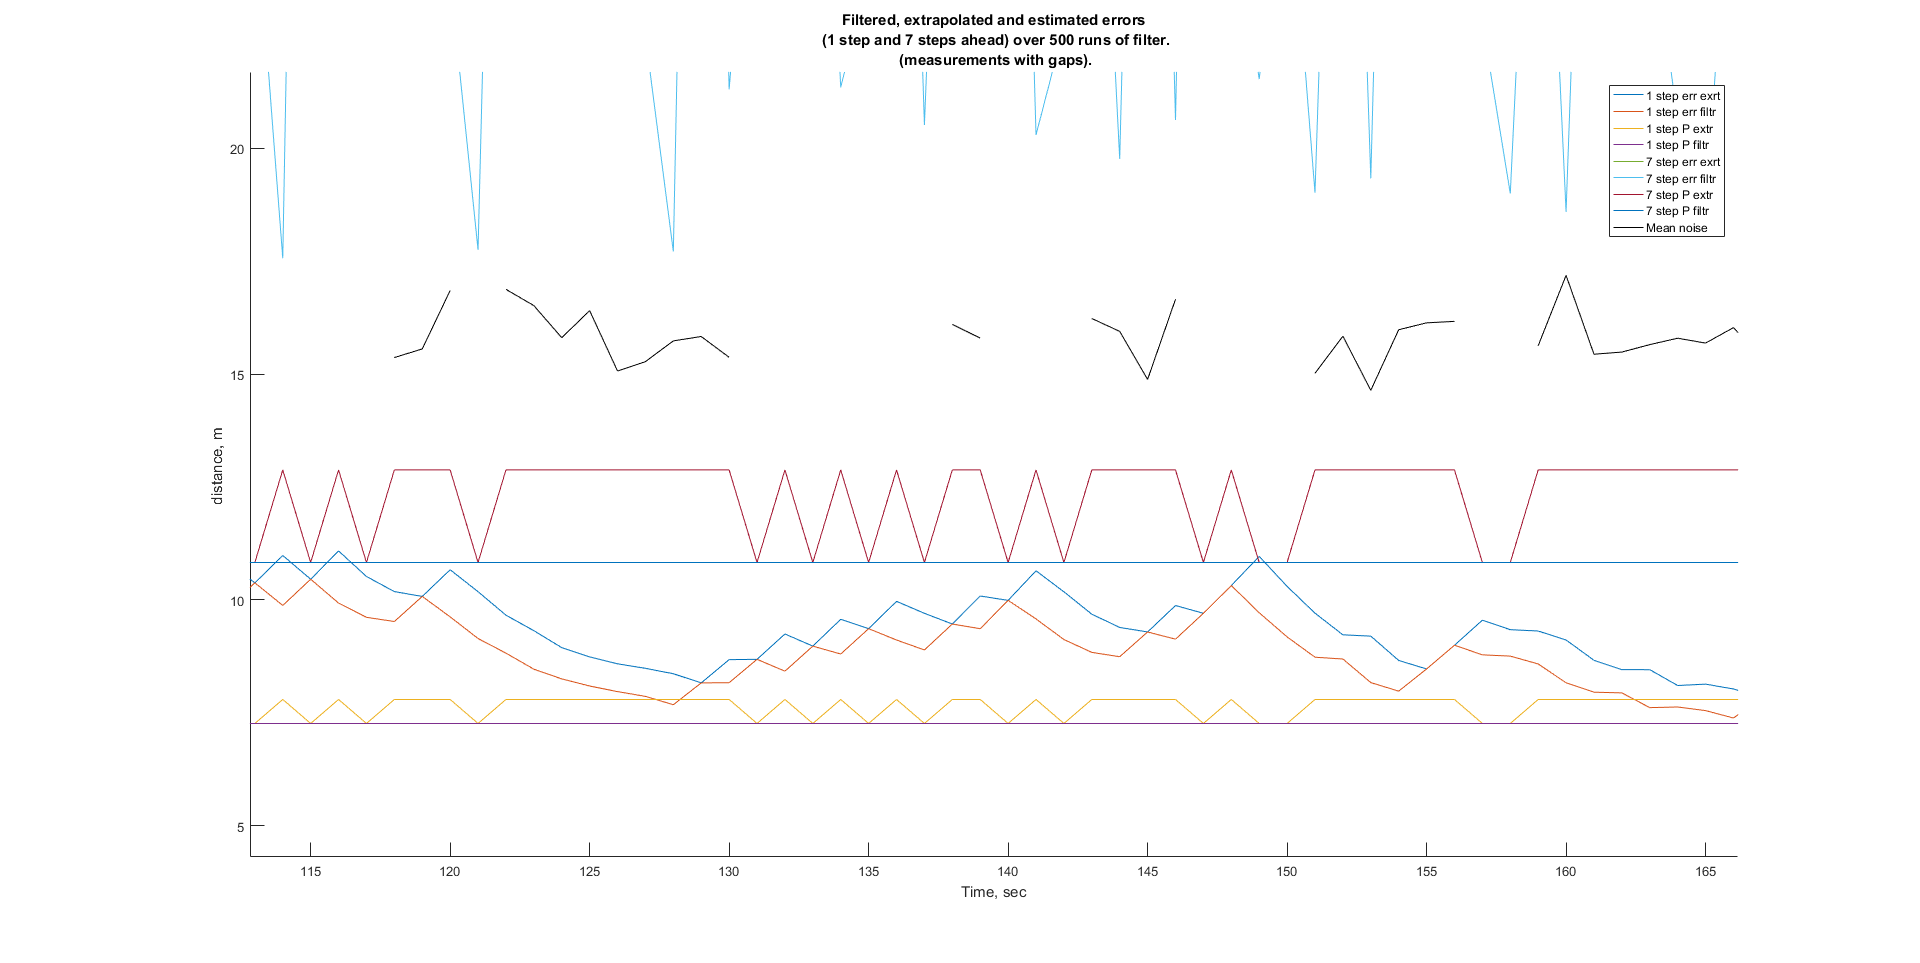 Filtered, extrapolated and estimated errors
(1 step and 7 steps ahead) over 500 runs of filter.
(measurements with gaps).
1 step err exrt
1 step err filtr
1 step P extr
1 step P filtr
7 step err exrt
7 step err filtr
7 step P extr
7 step P filtr
Mean noise
20
15
10
5
distance, m
115 120 125 130 135 140 145 150 155 160 165
Time, sec